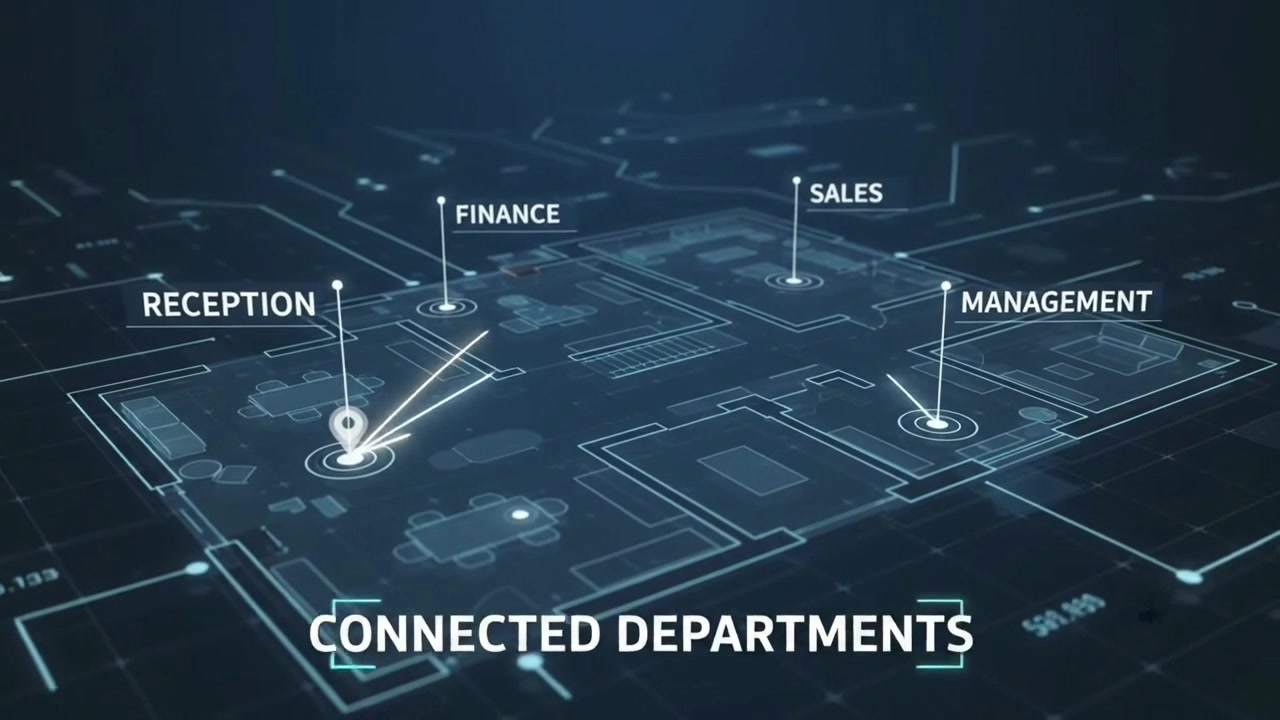 SALES
FINANCE
RECEPTION
MANAGEMENT
CONNECTED DEPARTMENTS